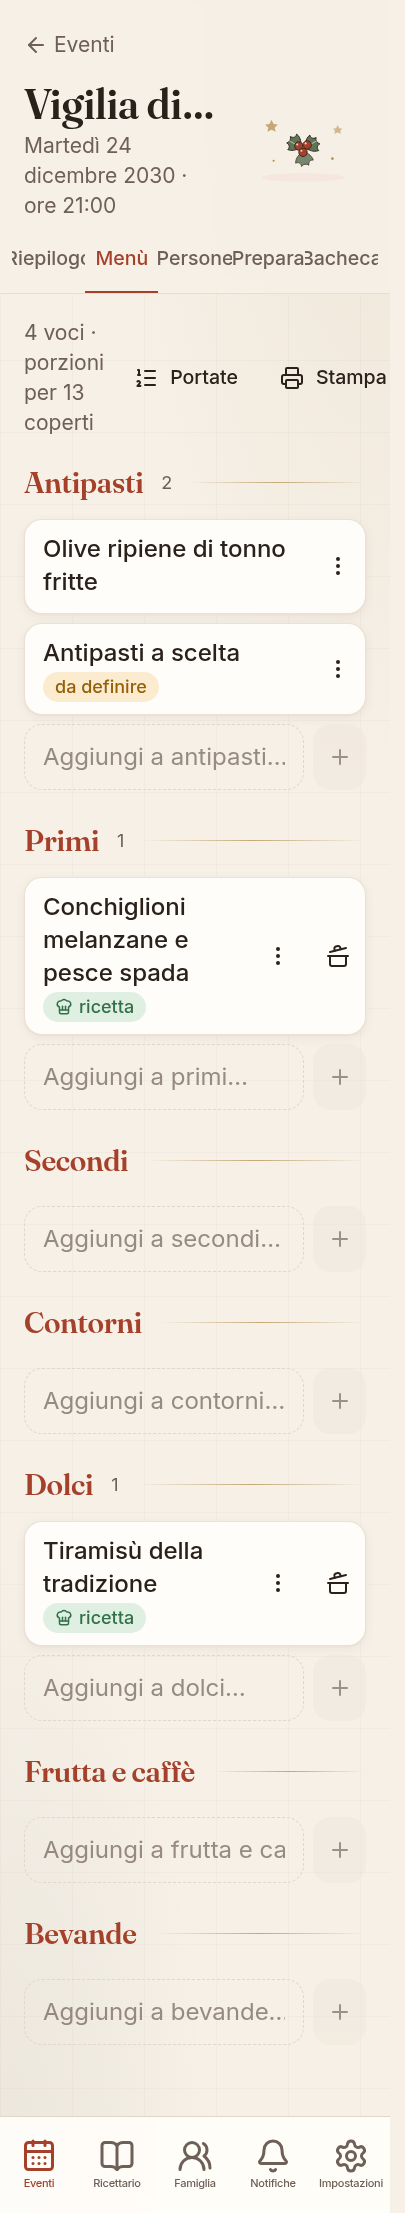 Eventi
Vigilia di...
Martedì 24
dicembre 2030 ·
ore 21:00
Riepilogo Menù Persone Prepara Bacheca
4 voci ·
porzioni
per 13
coperti
Portate
Stampa
Antipasti 2
Olive ripiene di tonno
fritte
Antipasti a scelta
da definire
Aggiungi a antipasti...
Primi 1
Conchiglioni
melanzane e
pesce spada
ricetta
Aggiungi a primi...
Secondi
Aggiungi a secondi...
Contorni
Aggiungi a contorni...
Dolci 1
Tiramisù della
tradizione
ricetta
Aggiungi a dolci...
Frutta e caffè
Aggiungi a frutta e ca
Bevande
Aggiungi a bevande...
Eventi Ricettario Famiglia Notifiche Impostazioni